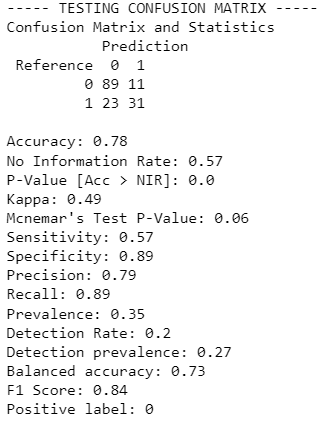 ----- TESTING CONFUSION MATRIX -----
Confusion Matrix and Statistics
Prediction
Reference 0 1
0 89 11
1 23 31
Accuracy: 0.78
No Information Rate: 0.57
P-Value [Acc > NIR]: 0.0
Kappa: 0.49
Mcnemar's Test P-Value: 0.06
Sensitivity: 0.57
Specificity: 0.89
Precision: 0.79
Recall: 0.89
Prevalence: 0.35
Detection Rate: 0.2
Detection prevalence: 0.27
Balanced accuracy: 0.73
F1 Score: 0.84
Positive label: 0